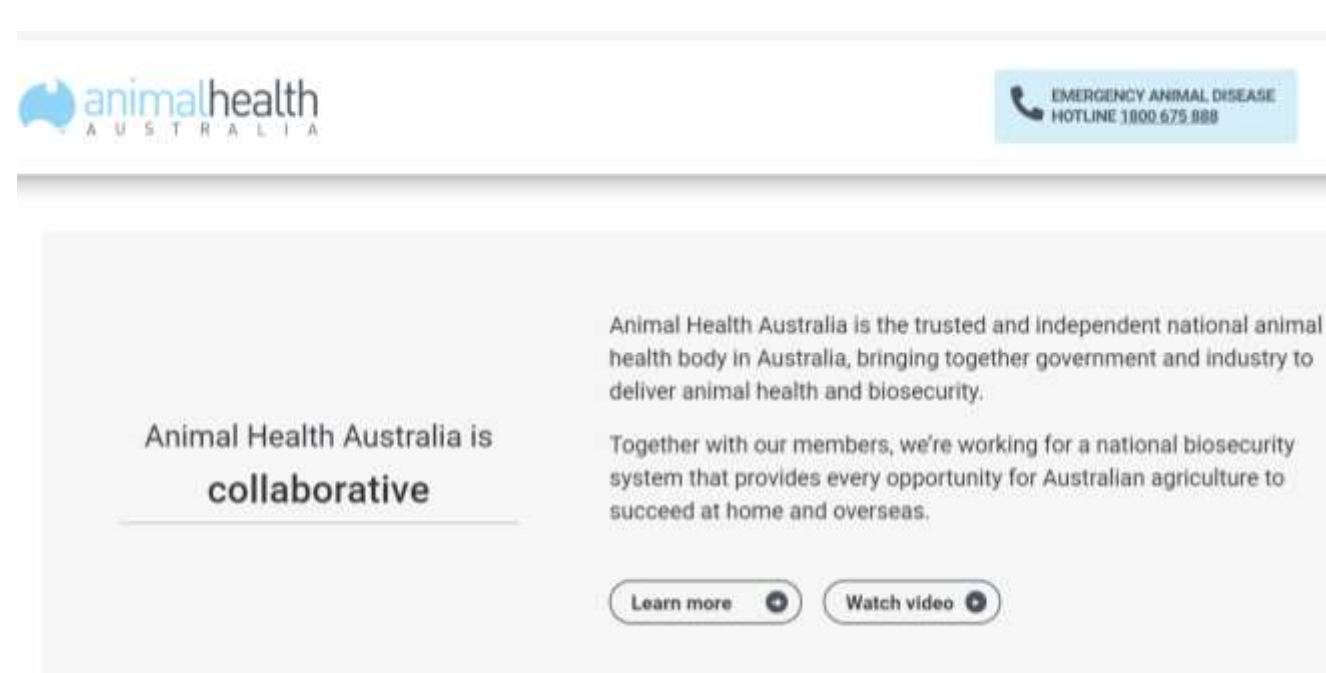 animalhealth
AUSTRALIA
EMERGENCY ANIMAL DISEASE
HOTLINE 1800 675 888
Animal Health Australia is
collaborative
Animal Health Australia is the trusted and independent national animal
health body in Australia, bringing together government and industry to
deliver animal health and biosecurity.
Together with our members, we're working for a national biosecurity
system that provides every opportunity for Australian agriculture to
succeed at home and overseas.
Learn more
Watch video